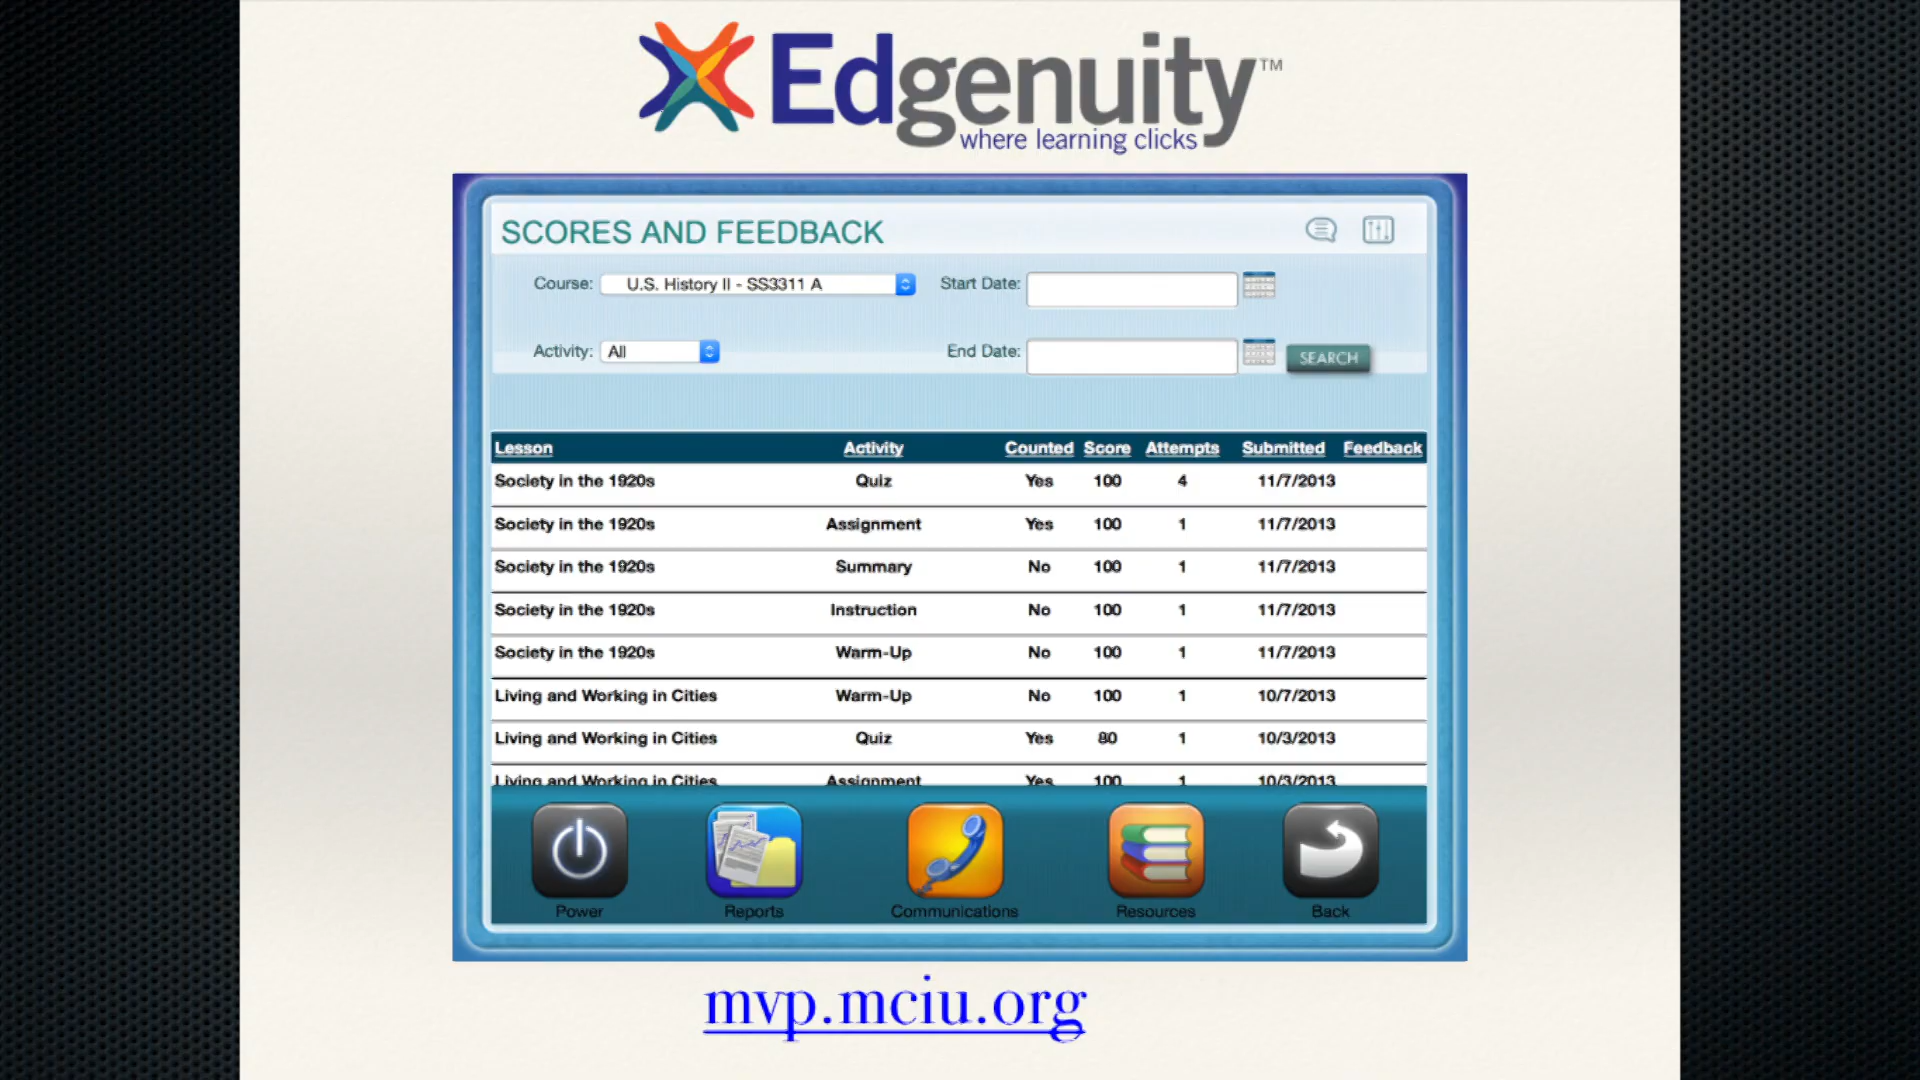 Edgenuity™
where learning clicks
SCORES AND FEEDBACK
Course: U.S. History II - SS3311 A Start Date:
Activity: All End Date: SEARCH
Lesson Activity Counted Score Attempts Submitted Feedback
Society in the 1920s Quiz Yes 100 4 11/7/2013
Society in the 1920s Assignment Yes 100 1 11/7/2013
Society in the 1920s Summary No 100 1 11/7/2013
Society in the 1920s Instruction No 100 1 11/7/2013
Society in the 1920s Warm-Up No 100 1 11/7/2013
Living and Working in Cities Warm-Up No 100 1 10/7/2013
Living and Working in Cities Quiz Yes 80 1 10/3/2013
Living and Working in Cities Assignment Yes 100 1 10/3/2013
Power Reports Communications Resources Back
mvp.mciu.org